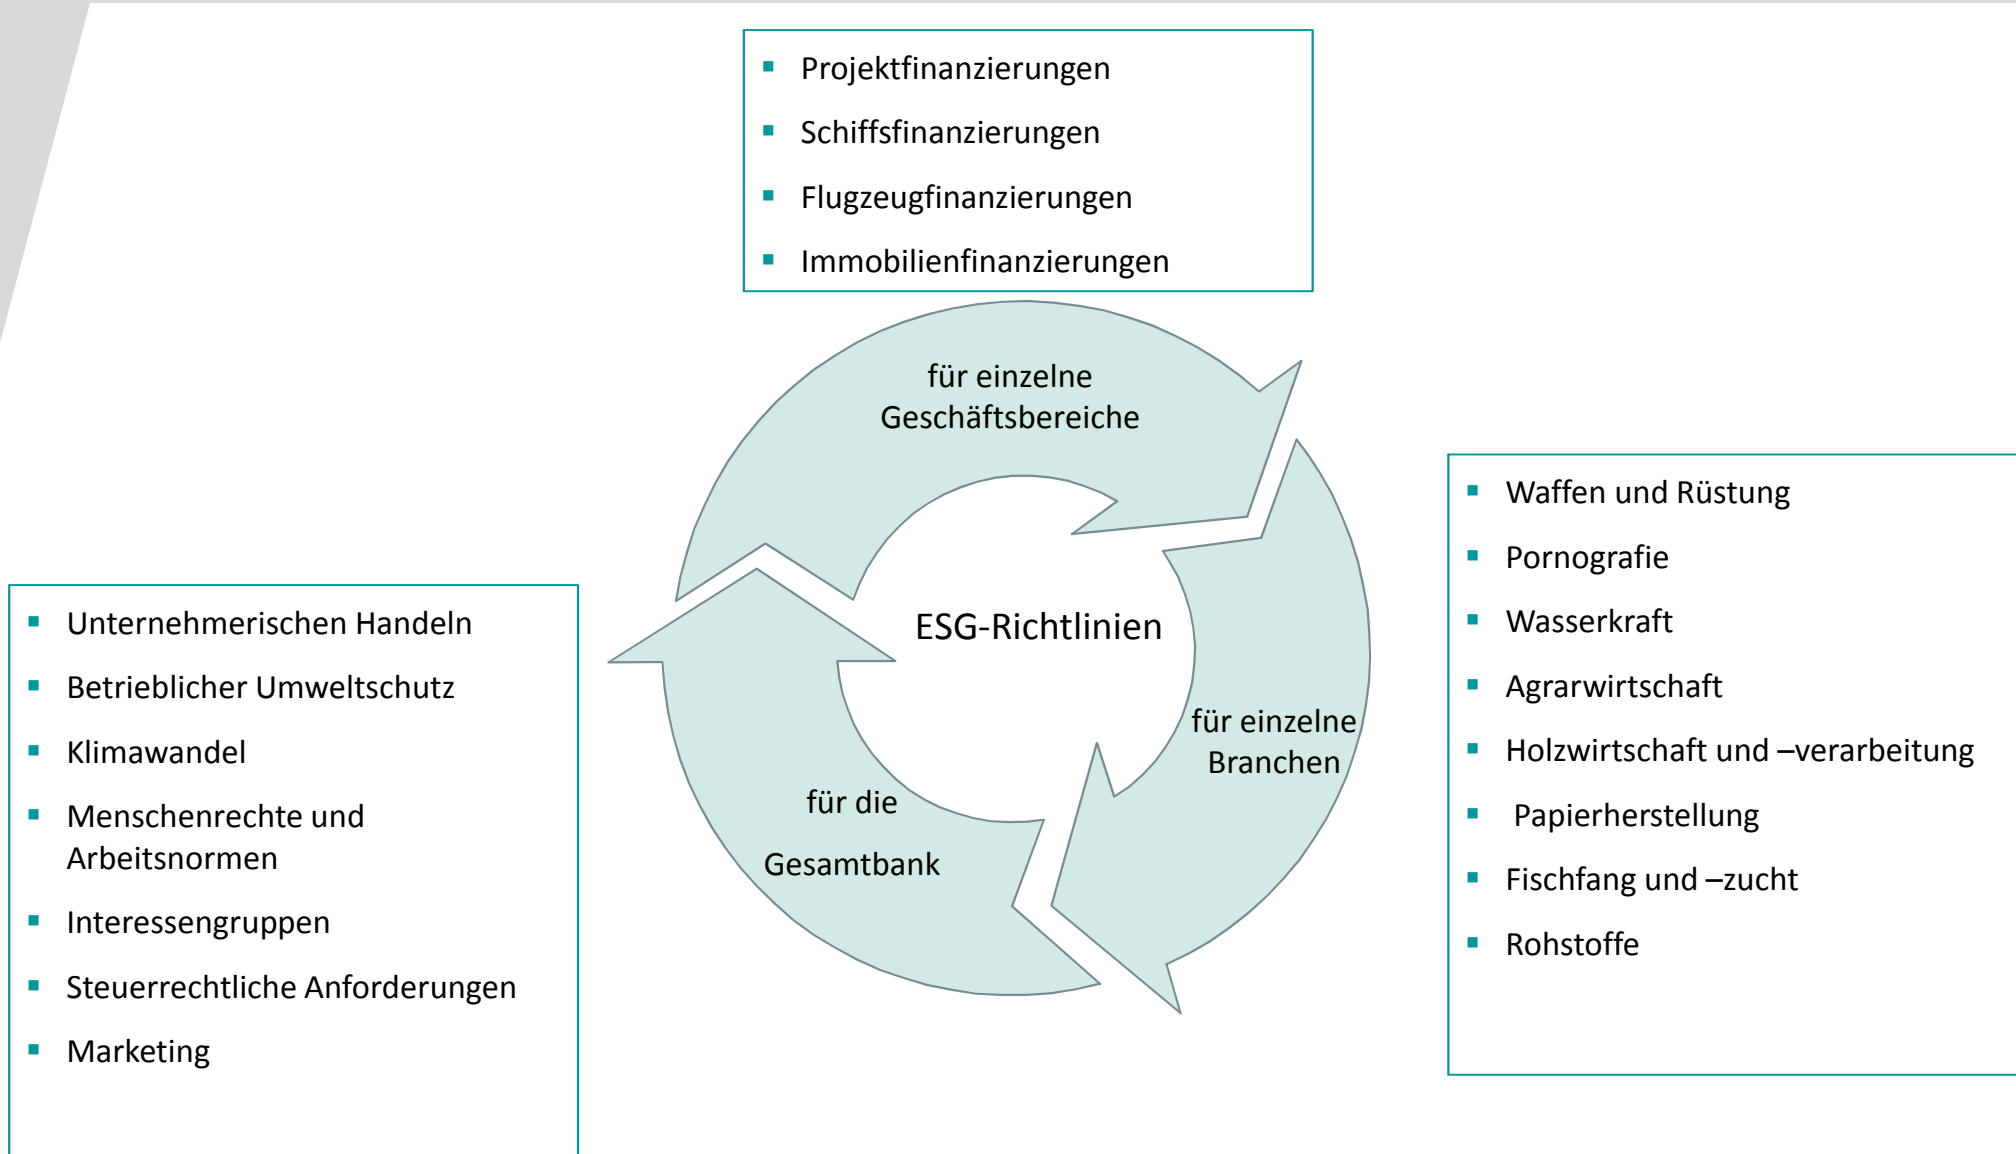 Projektfinanzierungen
Schiffsfinanzierungen
Flugzeugfinanzierungen
Immobilienfinanzierungen
für einzelne
Geschäftsbereiche
ESG-Richtlinien
für einzelne
Branchen
für die
Gesamtbank
Unternehmerischen Handeln
Betrieblicher Umweltschutz
Klimawandel
Menschenrechte und
Arbeitsnormen
Interessengruppen
Steuerrechtliche Anforderungen
Marketing
Waffen und Rüstung
Pornografie
Wasserkraft
Agrarwirtschaft
Holzwirtschaft und –verarbeitung
Papierherstellung
Fischfang und –zucht
Rohstoffe